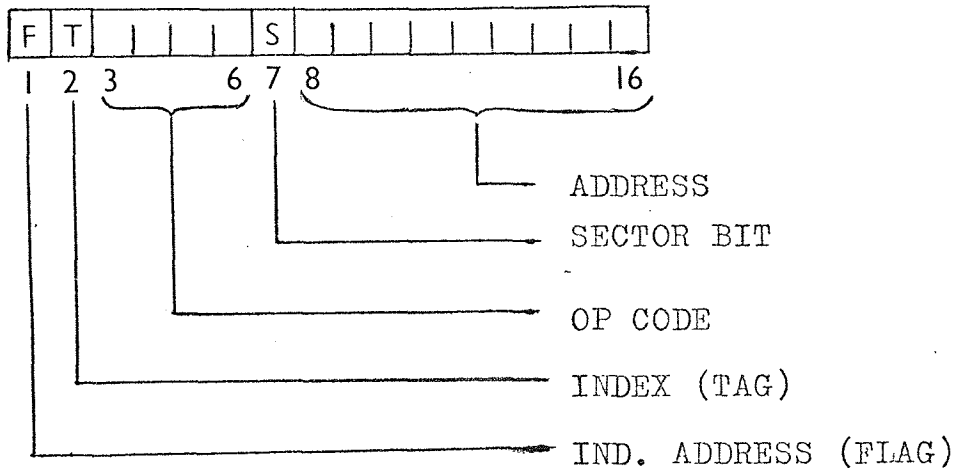 F T S
1 2 3 6 7 8 16
ADDRESS
SECTOR BIT
OP CODE
INDEX (TAG)
IND. ADDRESS (FLAG)